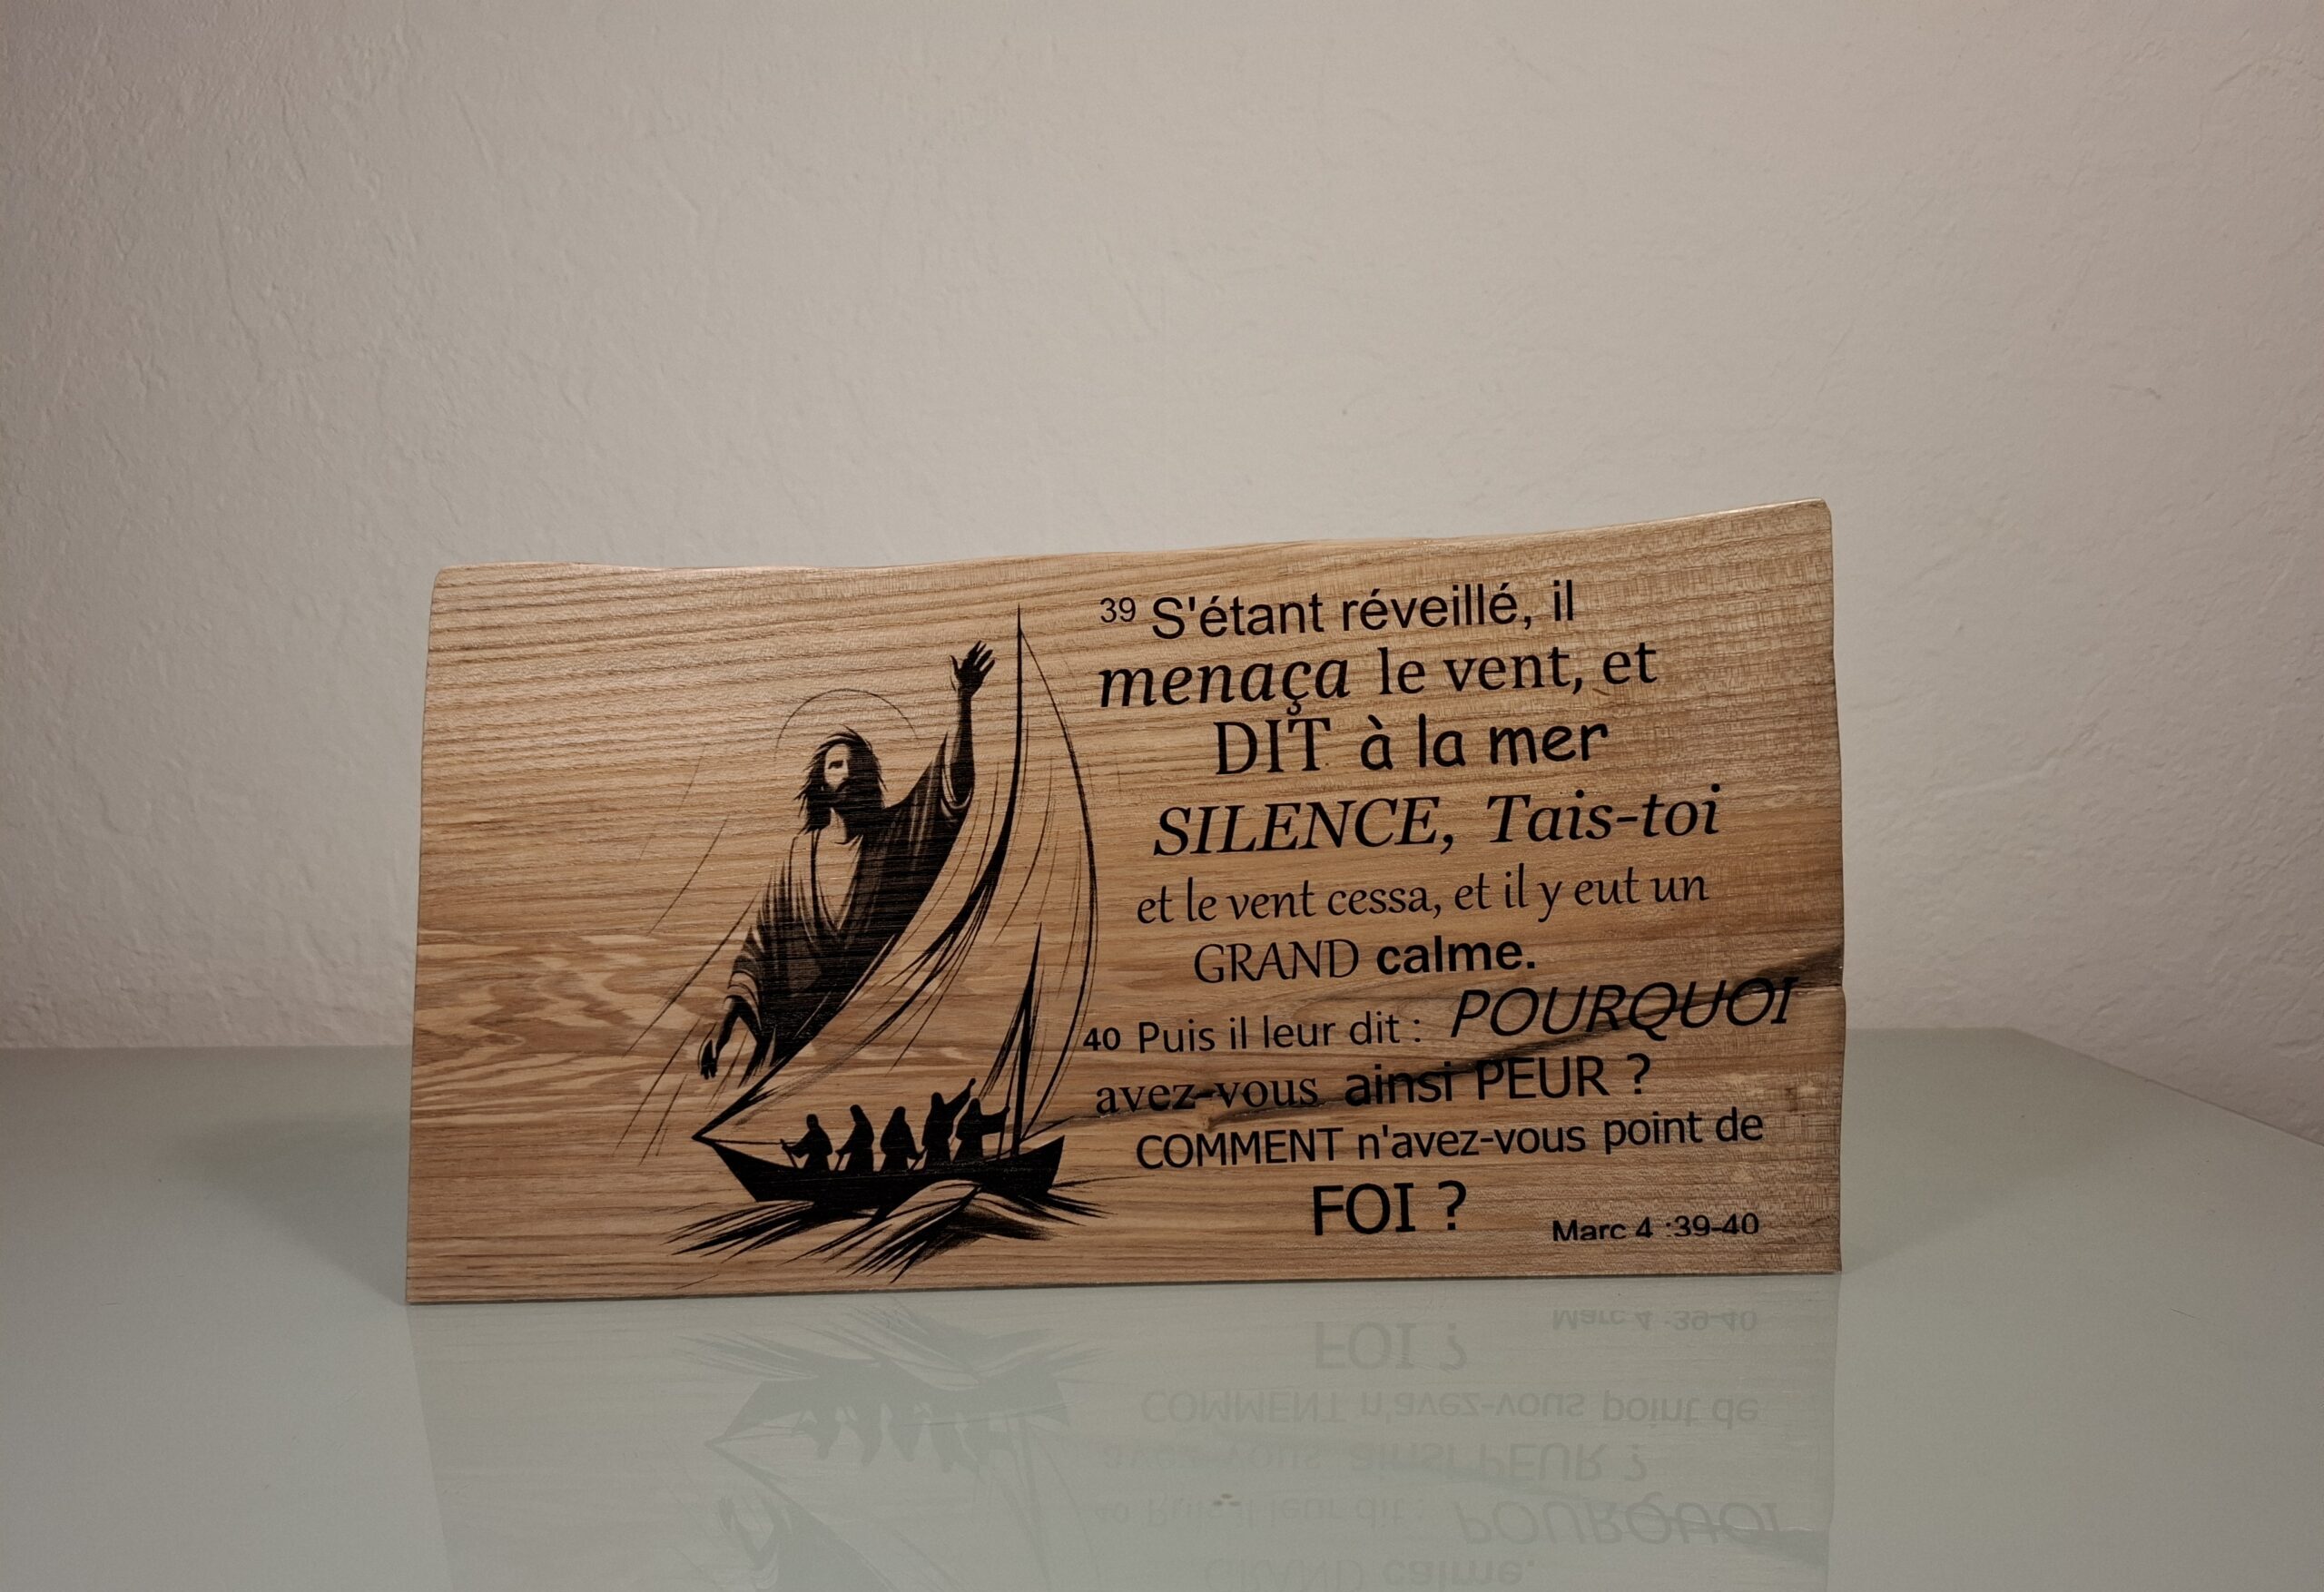 39 S'étant réveillé, il
menaça le vent, et
DIT à la mer
SILENCE, Tais-toi
et le vent cessa, et il y eut un
GRAND calme.
40 Puis il leur dit : POURQUOI
avez-vous ainsi PEUR ?
COMMENT n'avez-vous point de
FOI ?
Marc 4 :39-40